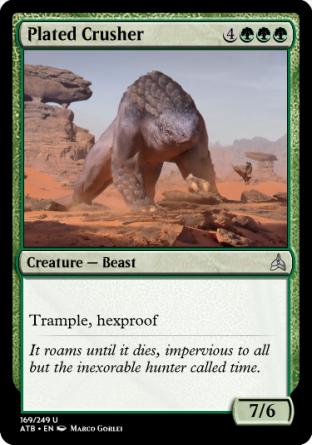 Plated Crusher 4
Creature — Beast
Trample, hexproof
It roams until it dies, impervious to all
but the inexorable hunter called time.
7/6
169/249 U
ATB • EN Marco Gorlei